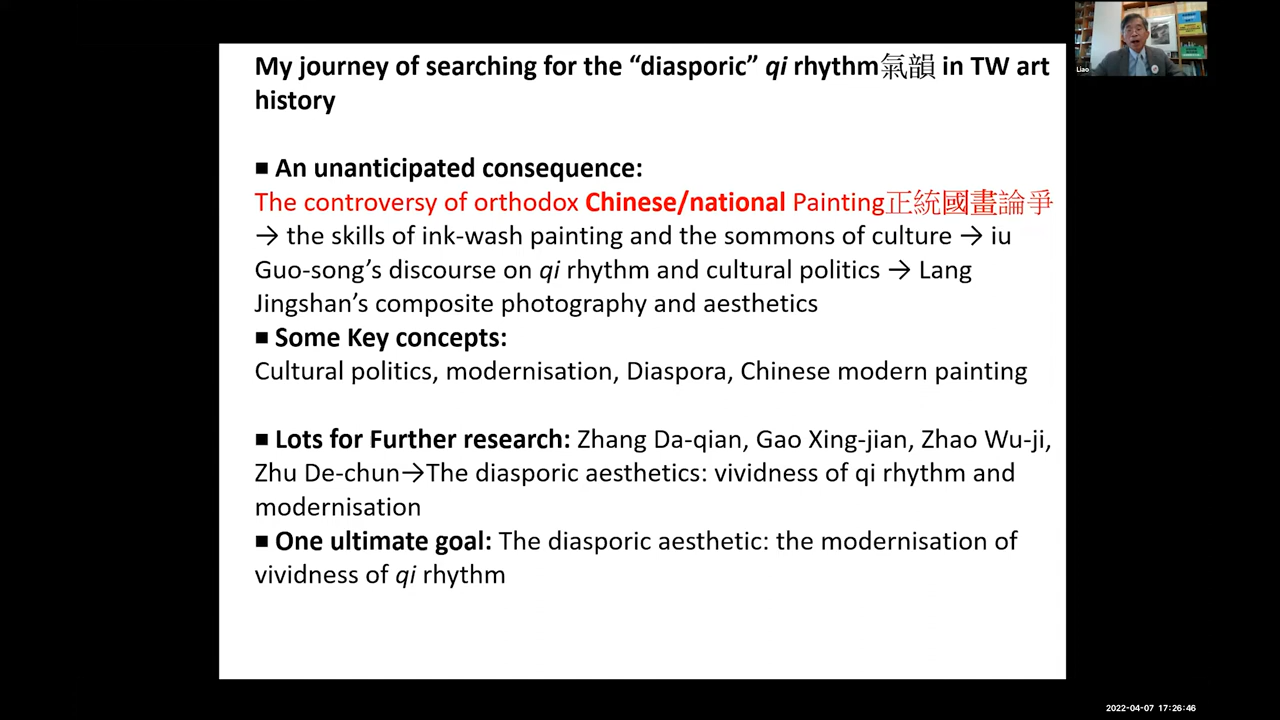 My journey of searching for the “diasporic” qi rhythm氣韻 in TW art
history
■ An unanticipated consequence:
The controversy of orthodox Chinese/national Painting正統國畫論爭
→ the skills of ink-wash painting and the sommons of culture → iu
Guo-song’s discourse on qi rhythm and cultural politics → Lang
Jingshan’s composite photography and aesthetics
■ Some Key concepts:
Cultural politics, modernisation, Diaspora, Chinese modern painting
■ Lots for Further research: Zhang Da-qian, Gao Xing-jian, Zhao Wu-ji,
Zhu De-chun→The diasporic aesthetics: vividness of qi rhythm and
modernisation
■ One ultimate goal: The diasporic aesthetic: the modernisation of
vividness of qi rhythm
Liao
2022-04-07 17:26:46